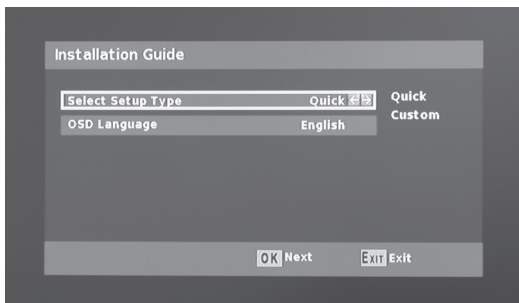 Installation Guide
Select Setup Type Quick Quick
OSD Language English Custom
OK Next EXIT Exit